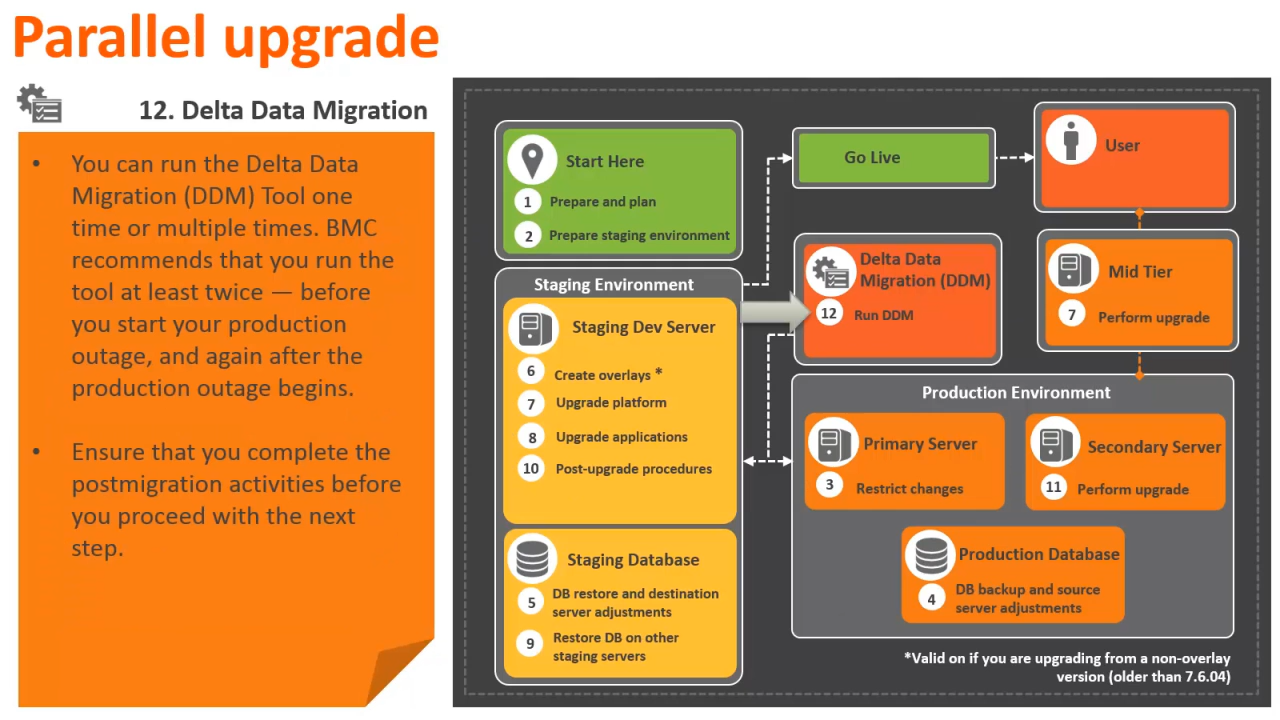 Parallel upgrade
12. Delta Data Migration
• You can run the Delta Data
Migration (DDM) Tool one
time or multiple times. BMC
recommends that you run the
tool at least twice — before
you start your production
outage, and again after the
production outage begins.
• Ensure that you complete the
postmigration activities before
you proceed with the next
step.
Start Here
1 Prepare and plan
2 Prepare staging environment
Staging Environment
Staging Dev Server
6 Create overlays *
7 Upgrade platform
8 Upgrade applications
10 Post-upgrade procedures
Staging Database
5 DB restore and destination
server adjustments
9 Restore DB on other
staging servers
Go Live
User
Delta Data
Migration (DDM)
12 Run DDM
Mid Tier
7 Perform upgrade
Production Environment
Primary Server
3 Restrict changes
Secondary Server
11 Perform upgrade
Production Database
4 DB backup and source
server adjustments
*Valid on if you are upgrading from a non-overlay
version (older than 7.6.04)